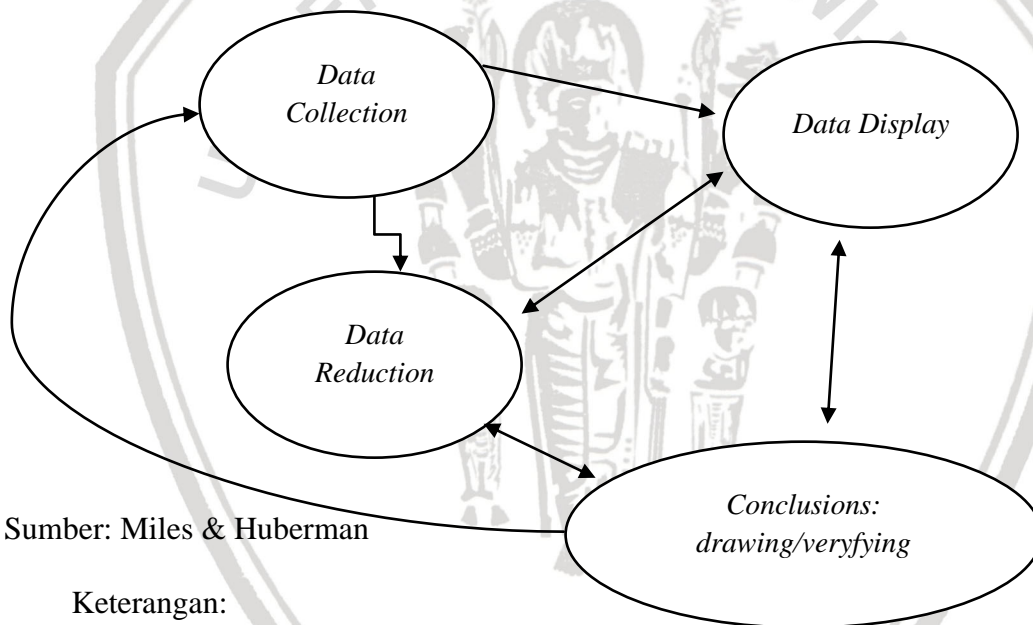 Data
Collection
Data Display
Data
Reduction
Conclusions:
drawing/veryfying
Sumber: Miles & Huberman
Keterangan: